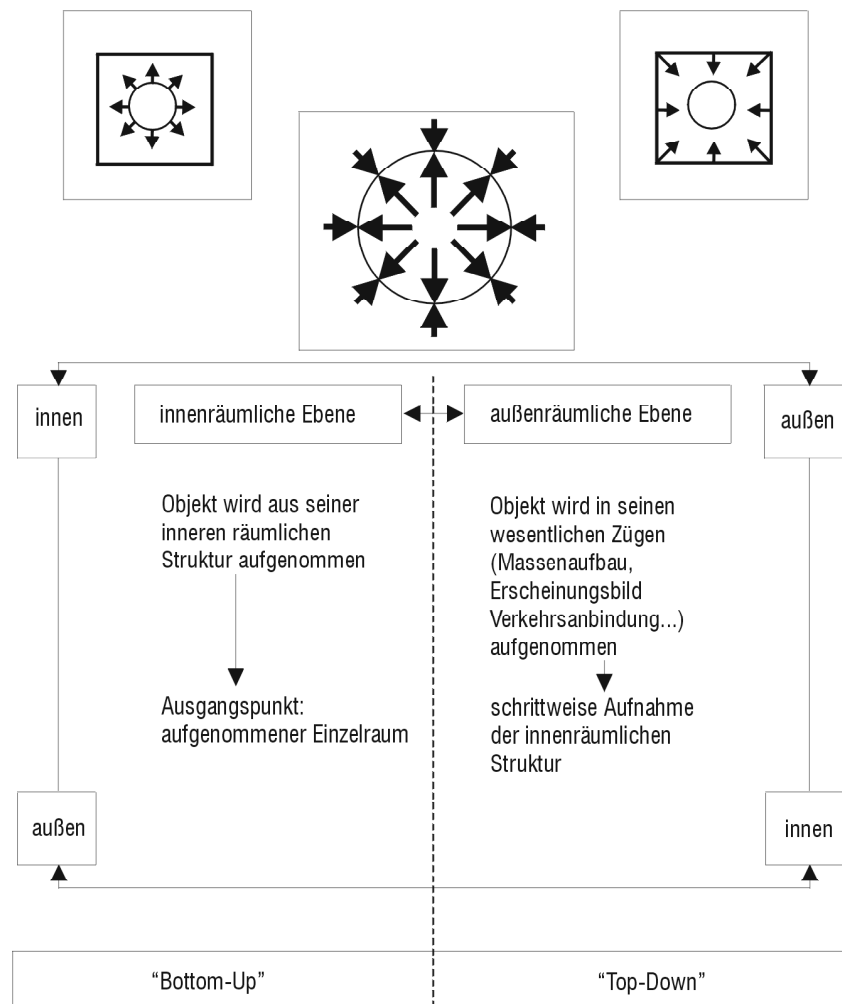 innen
innenräumliche Ebene
außenräumliche Ebene
außen
Objekt wird aus seiner
inneren räumlichen
Struktur aufgenommen
Ausgangspunkt:
aufgenommener Einzelraum
Objekt wird in seinen
wesentlichen Zügen
(Massenaufbau,
Erscheinungsbild
Verkehrsanbindung...)
aufgenommen
schrittweise Aufnahme
der innenräumlichen
Struktur
außen
innen
“Bottom-Up”
“Top-Down”